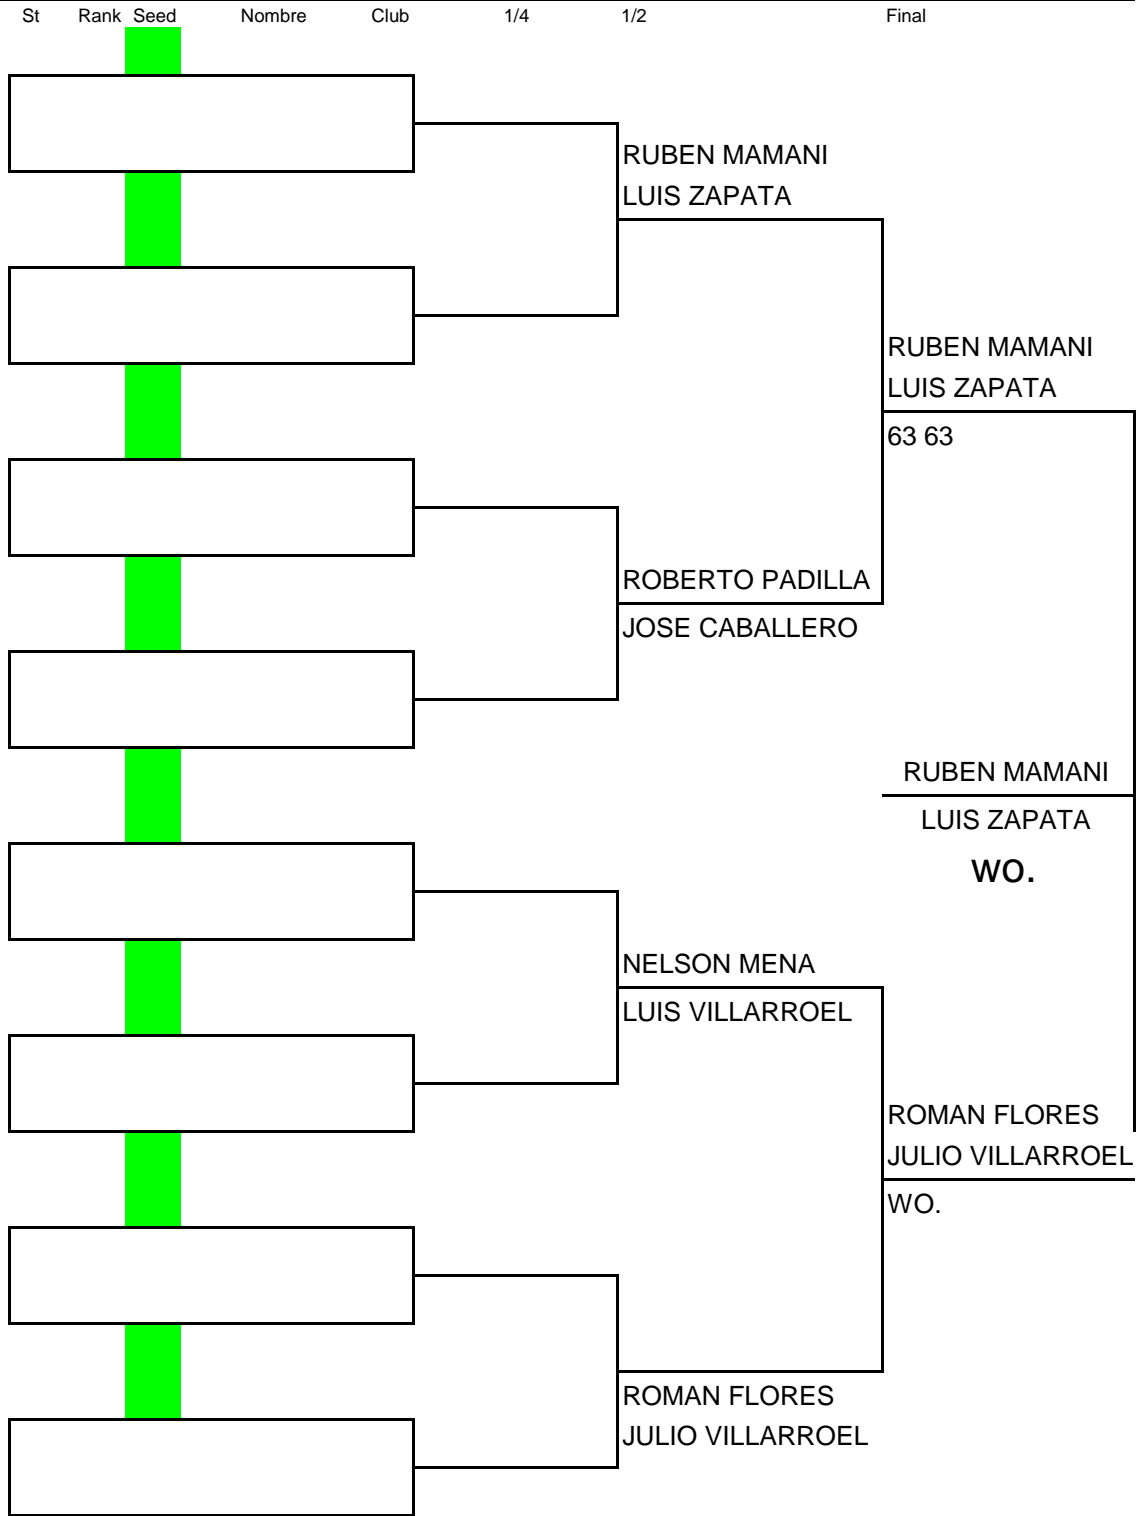 St Rank Seed Nombre Club 1/4 1/2 Final
RUBEN MAMANI
LUIS ZAPATA
RUBEN MAMANI
LUIS ZAPATA
63 63
ROBERTO PADILLA
JOSE CABALLERO
RUBEN MAMANI
LUIS ZAPATA
WO.
NELSON MENA
LUIS VILLARROEL
ROMAN FLORES
JULIO VILLARROEL
WO.
ROMAN FLORES
JULIO VILLARROEL